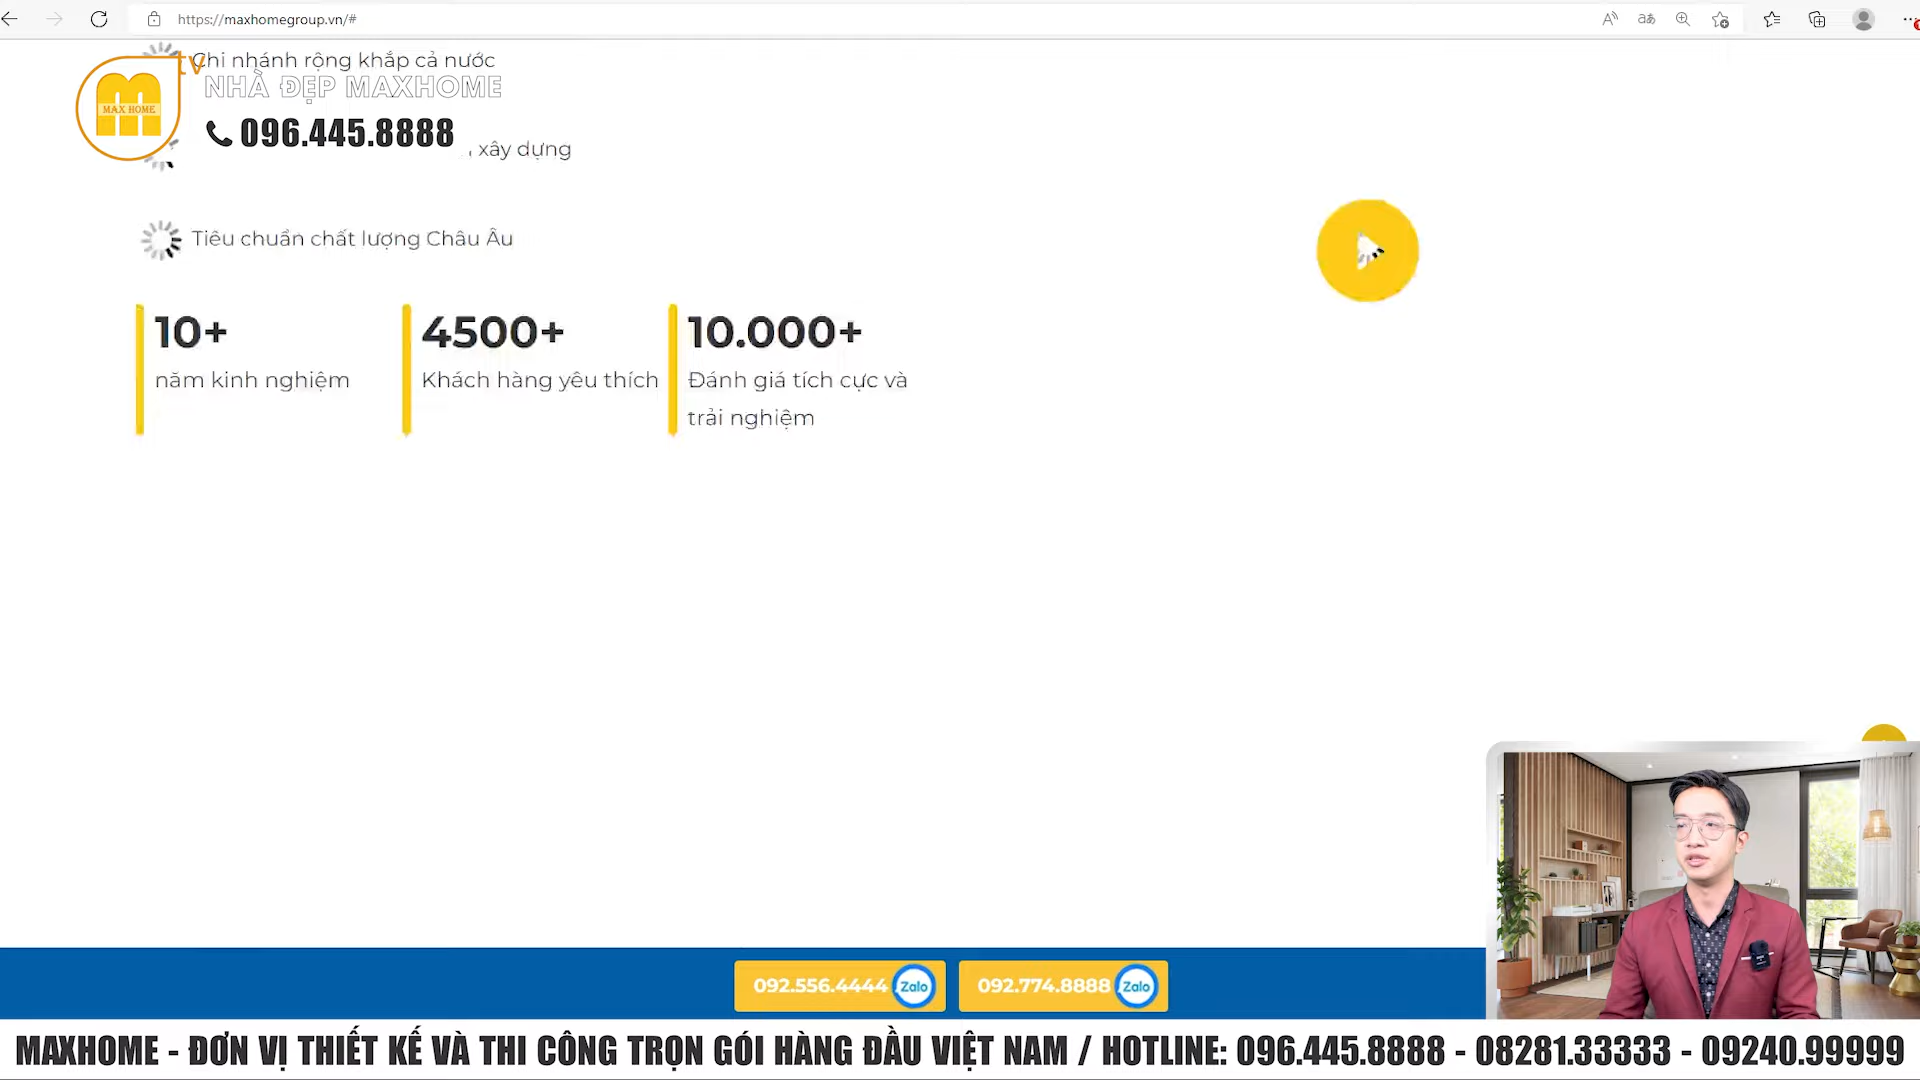 https://maxhomegroup.vn/#
Chi nhánh rộng khắp cả nước
tv
NHÀ ĐẸP MAXHOME
MAX HOME
096.445.8888
xây dựng
Tiêu chuẩn chất lượng Châu Âu
10+
năm kinh nghiệm
4500+
Khách hàng yêu thích
10.000+
Đánh giá tích cực và
trải nghiệm
092.556.4444 Zalo
092.774.8888 Zalo
MAXHOME - ĐƠN VỊ THIẾT KẾ VÀ THI CÔNG TRỌN GÓI HÀNG ĐẦU VIỆT NAM / HOTLINE: 096.445.8888 - 08281.33333 - 09240.99999